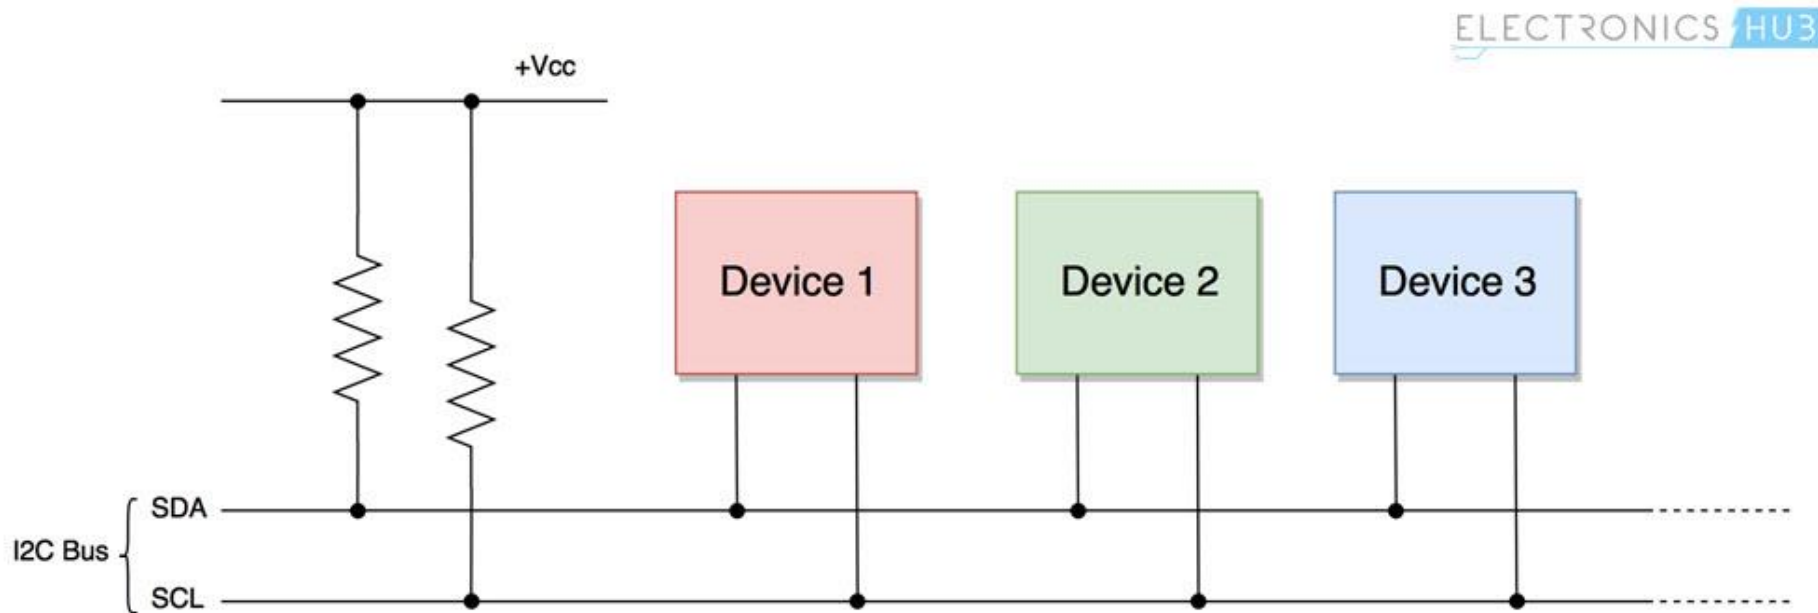 ELECTRONICS HUB
+Vcc
Device 1
Device 2
Device 3
SDA
I2C Bus
SCL